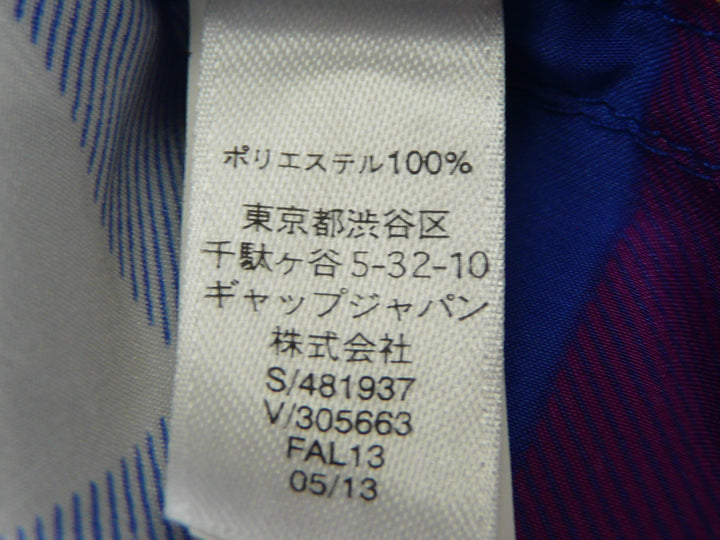 ポリエステル100%
東京都渋谷区
千駄ヶ谷5-32-10
ギャップジャパン
株式会社
S/481937
V/305663
FAL13
05/13